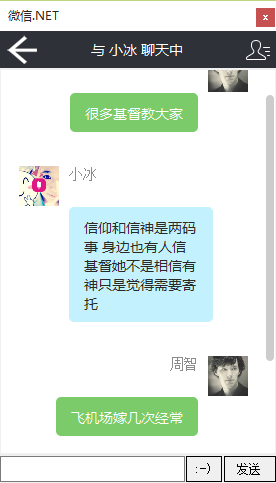 微信.NET
x
与 小冰 聊天中
很多基督教大家
小冰
信仰和信神是两码
事 身边也有人信
基督她不是相信有
神只是觉得需要寄
托
周智
飞机场嫁几次经常
:-)
发送